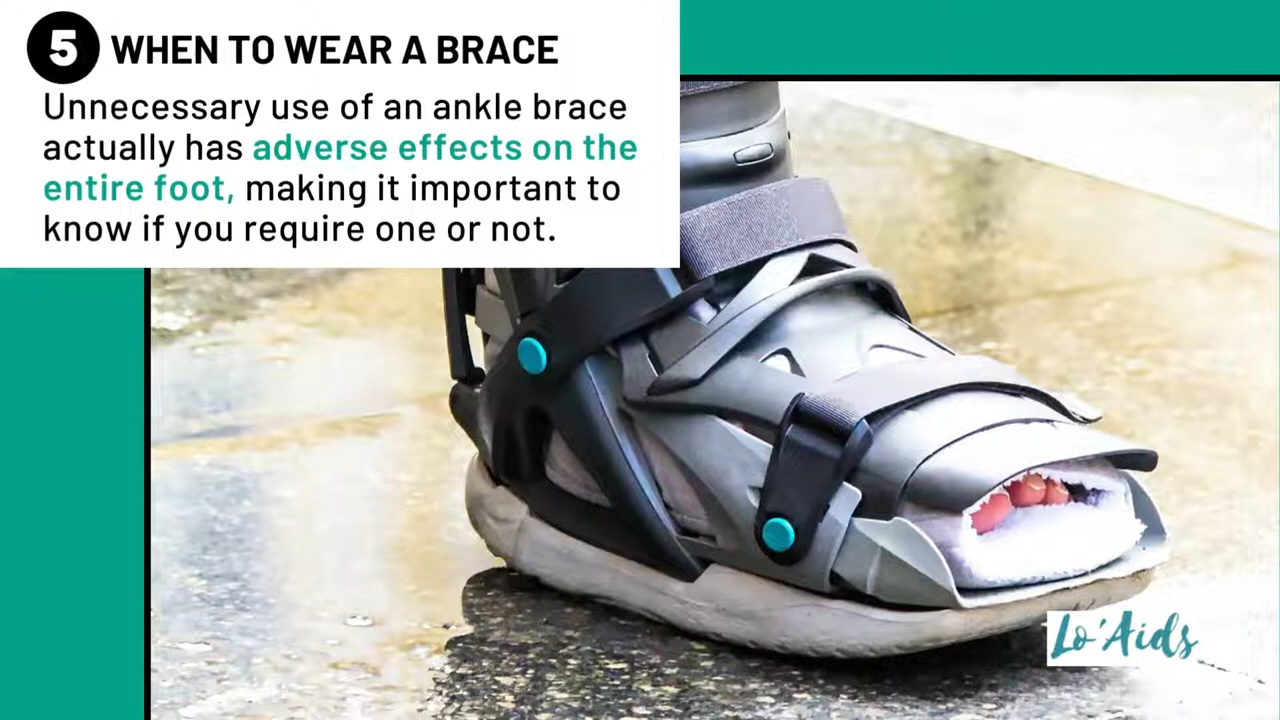 5 WHEN TO WEAR A BRACE
Unnecessary use of an ankle brace
actually has adverse effects on the
entire foot, making it important to
know if you require one or not.
Lo'Aids